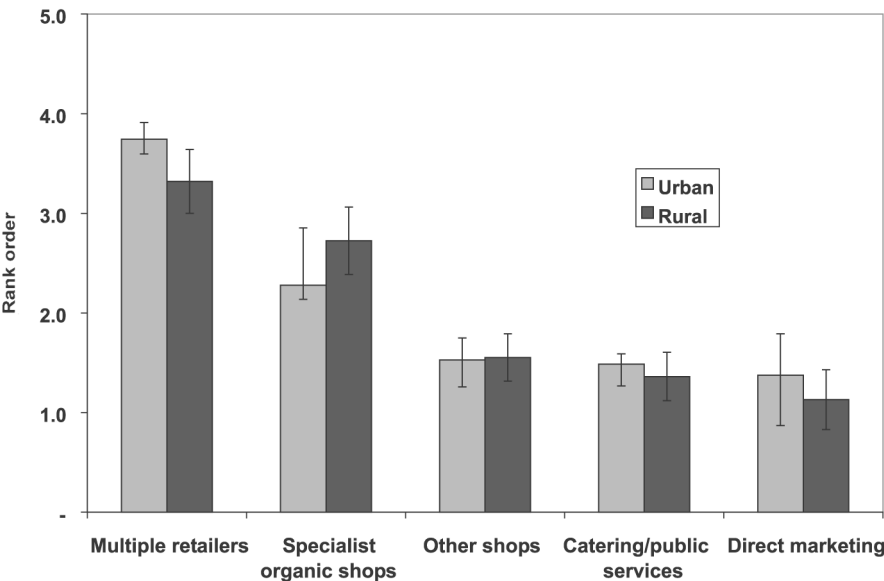 5.0
4.0
3.0
2.0
1.0
-
Rank order
Urban
Rural
Multiple retailers
Specialist
organic shops
Other shops
Catering/public
services
Direct marketing